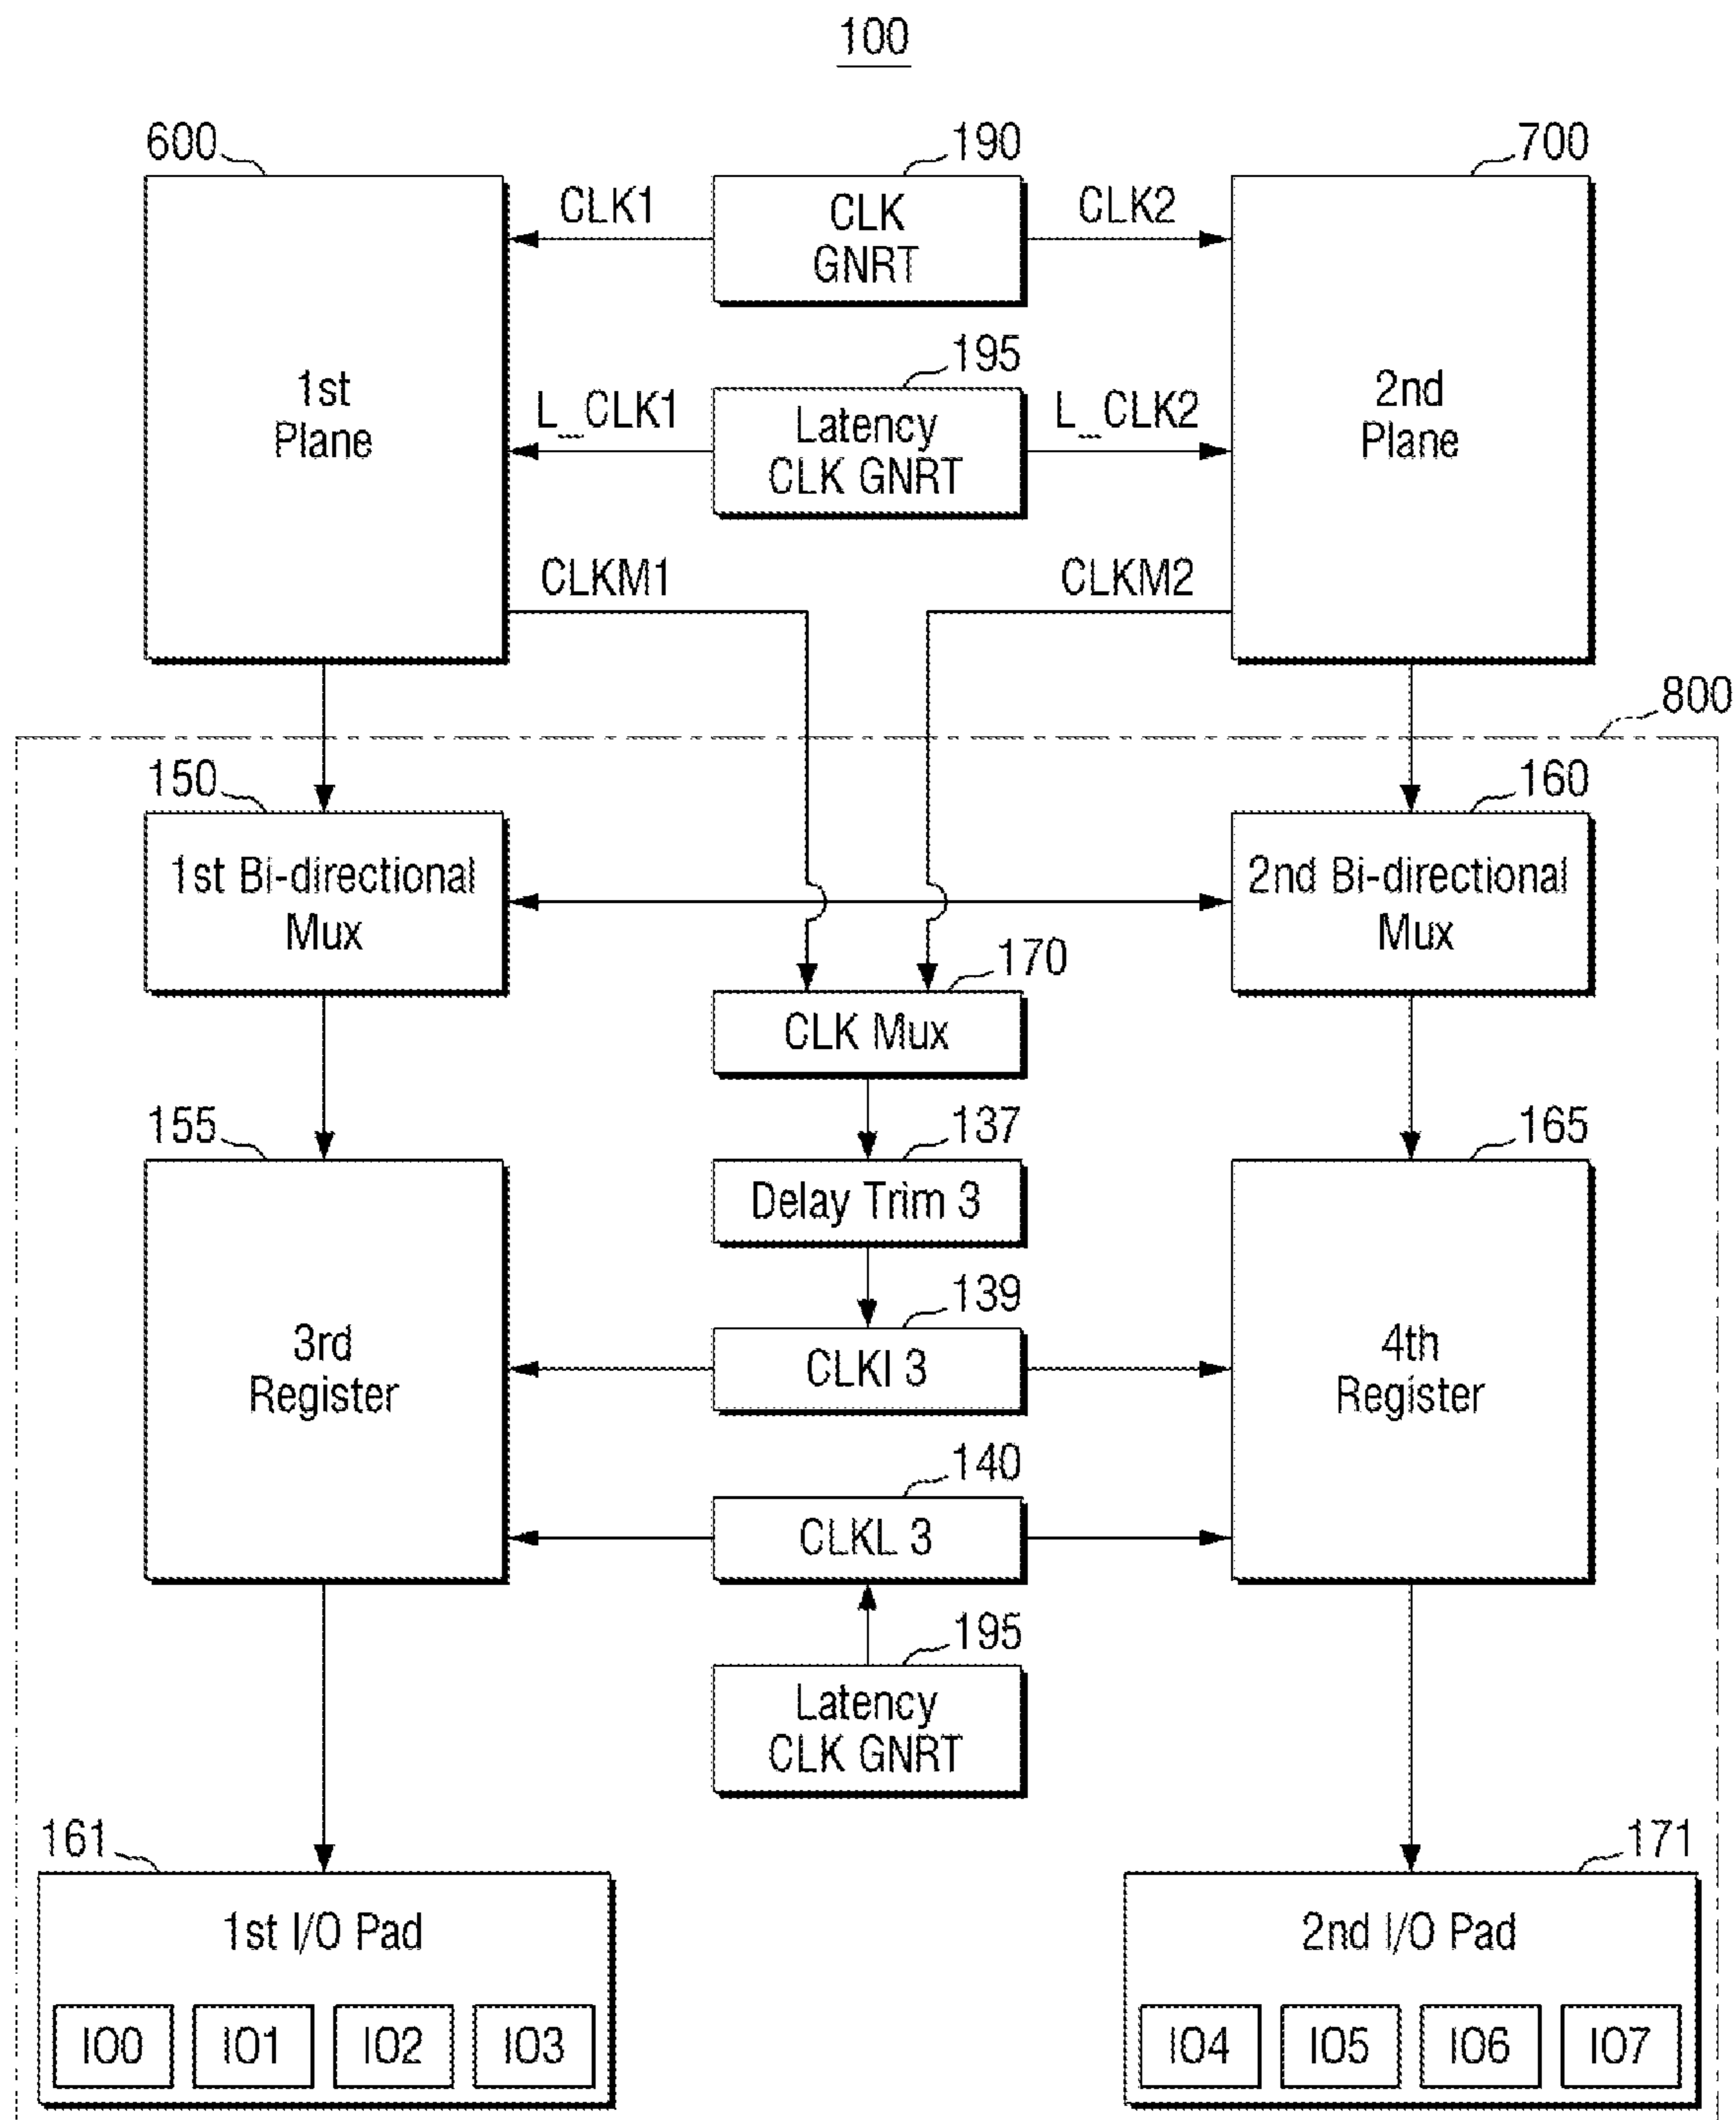 100
600
190
700
CLK1
CLK
GNRT
CLK2
195
1st
Plane
L_CLK1
Latency
CLK GNRT
L_CLK2
2nd
Plane
CLKM1
CLKM2
800
150
160
1st Bi-directional
Mux
2nd Bi-directional
Mux
170
CLK Mux
155
137
165
Delay Trim 3
139
3rd
Register
CLKI 3
4th
Register
140
CLKL 3
195
Latency
CLK GNRT
161
171
1st I/O Pad
2nd I/O Pad
IO0
IO1
IO2
IO3
IO4
IO5
IO6
IO7